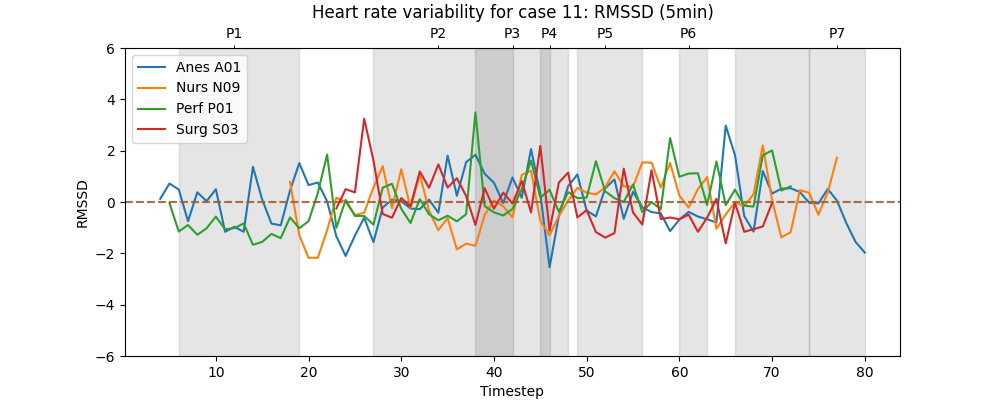 Heart rate variability for case 11: RMSSD (5min)
P1 P2 P3 P4 P5 P6 P7
6
4
2
0
−2
−4
−6
RMSSD
Anes A01
Nurs N09
Perf P01
Surg S03
10 20 30 40 50 60 70 80
Timestep